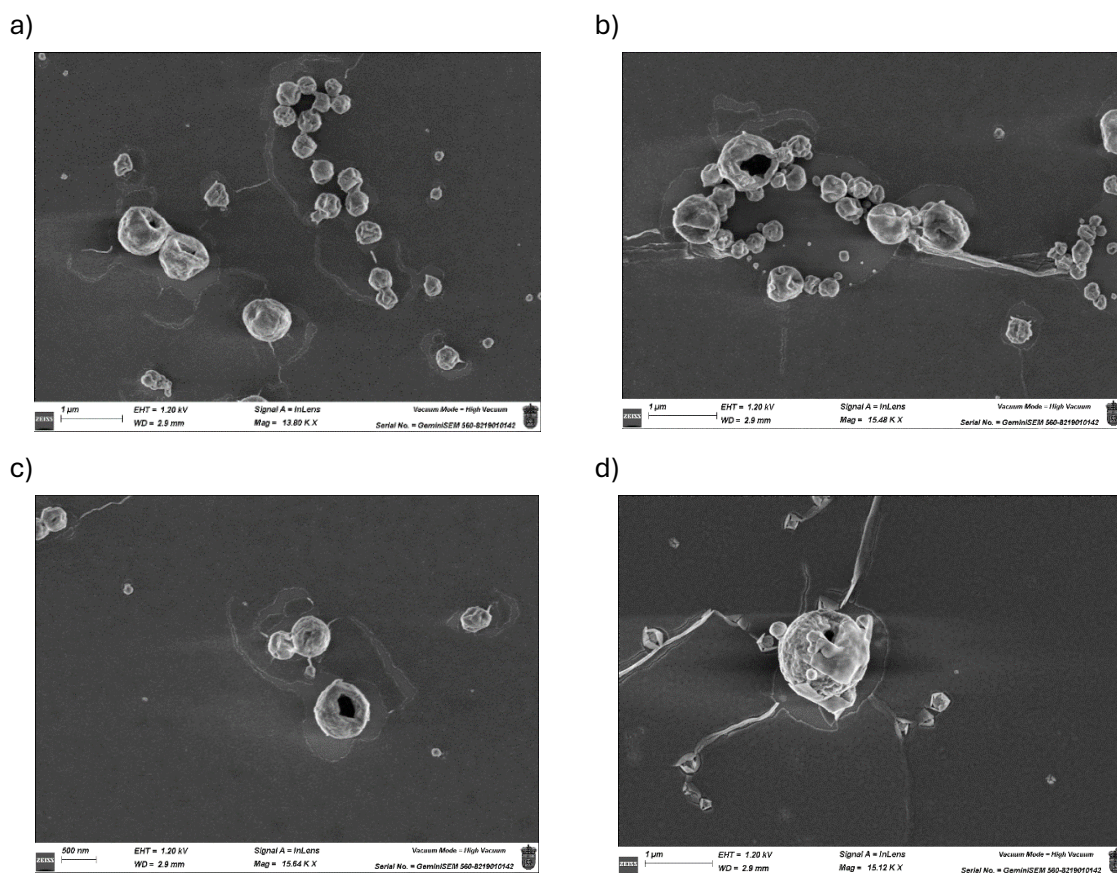 a)
b)
ZEISS
1 µm
EHT = 1.20 kV
Signal A = InLens
Vacuum Mode = High Vacuum
WD = 2.9 mm
Mag = 13.80 K X
Serial No. = GeminiSEM 560-8219010142
ZEISS
1 µm
EHT = 1.20 kV
Signal A = InLens
Vacuum Mode = High Vacuum
WD = 2.9 mm
Mag = 15.48 K X
Serial No. = GeminiSEM 560-8219010142
c)
d)
ZEISS
500 nm
EHT = 1.20 kV
Signal A = InLens
Vacuum Mode = High Vacuum
WD = 2.9 mm
Mag = 15.64 K X
Serial No. = GeminiSEM 560-8219010142
ZEISS
1 µm
EHT = 1.20 kV
Signal A = InLens
Vacuum Mode = High Vacuum
WD = 2.9 mm
Mag = 15.12 K X
Serial No. = GeminiSEM 560-8219010142